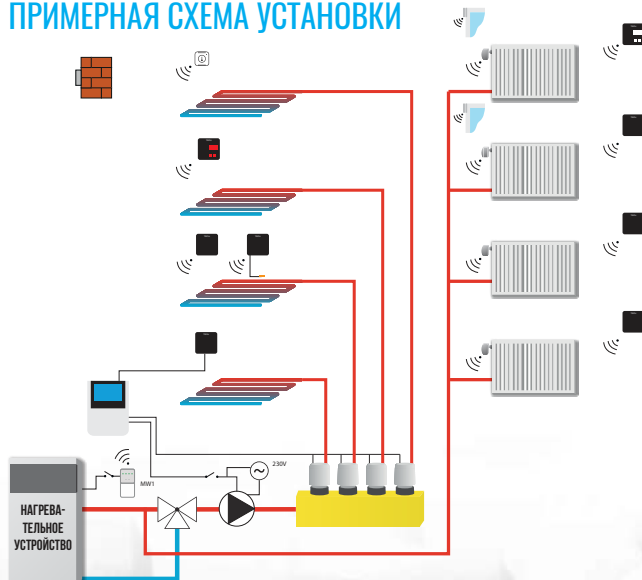 ПРИМЕРНАЯ СХЕМА УСТАНОВКИ
230V
MW1
НАГРЕВА-
ТЕЛЬНОЕ
УСТРОЙСТВО